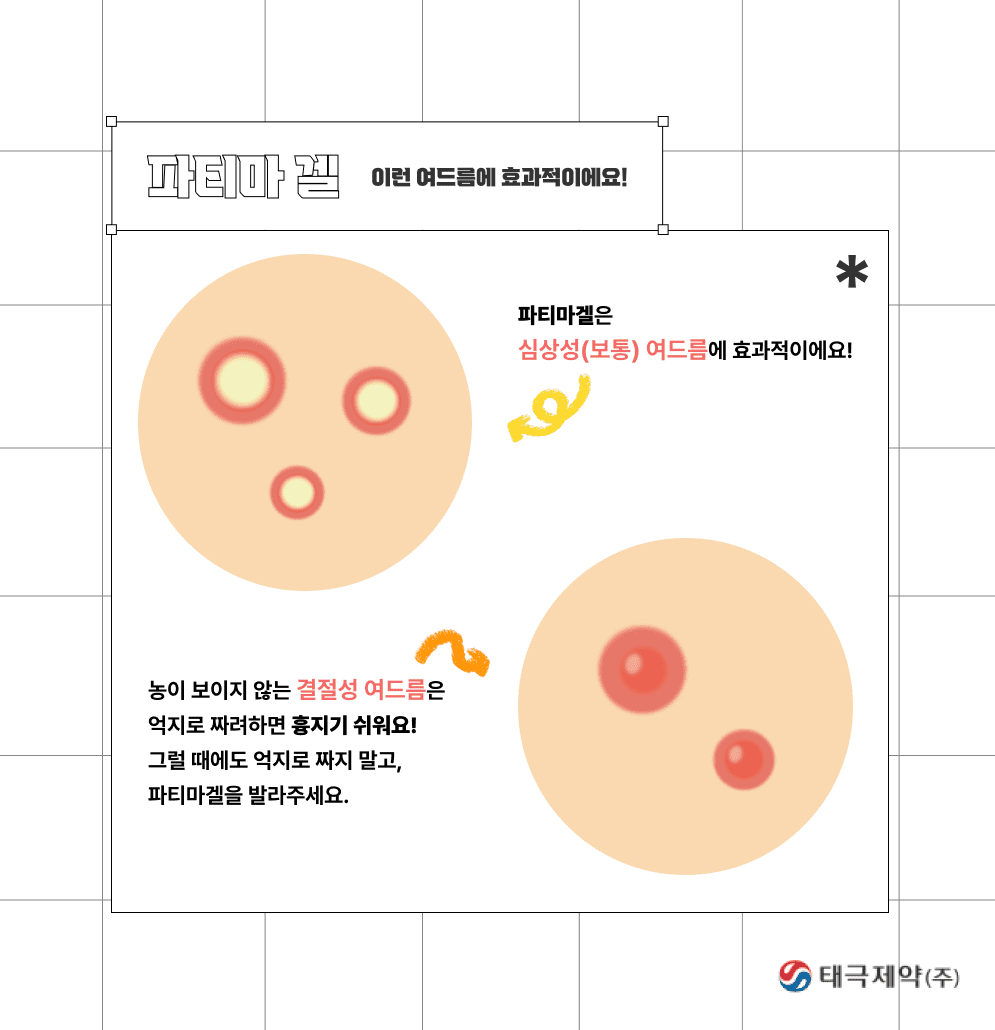 파티마 겔 이런 여드름에 효과적이에요!
*
파티마겔은
심상성(보통) 여드름에 효과적이에요!
농이 보이지 않는 결절성 여드름은
억지로 짜려하면 흉지기 쉬워요!
그럴 때에도 억지로 짜지 말고,
파티마겔을 발라주세요.
태극제약(주)